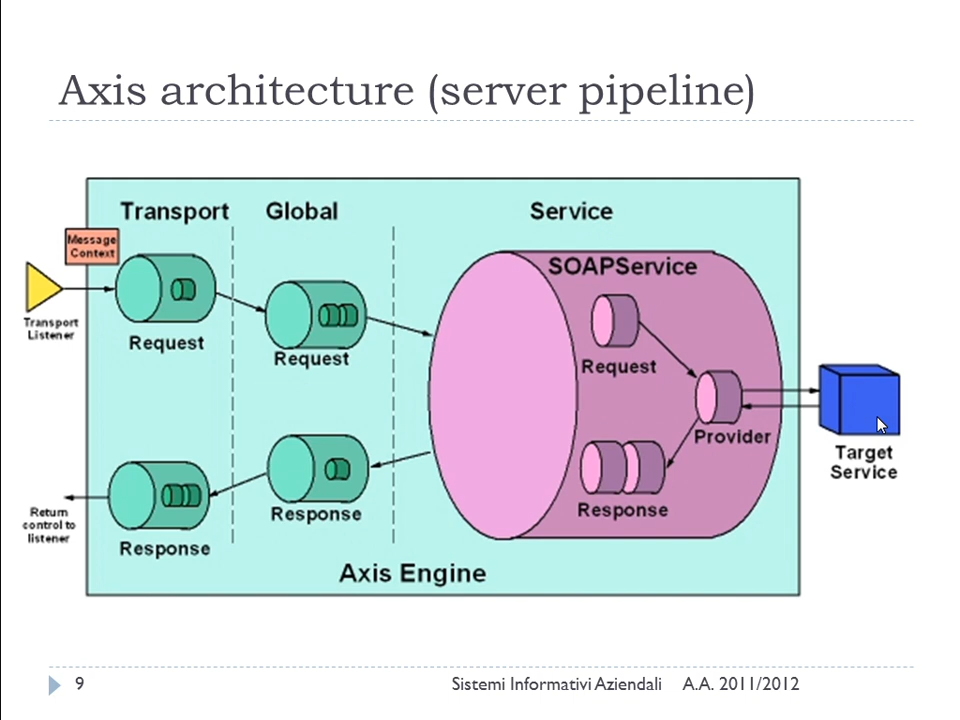 Axis architecture (server pipeline)
Transport
Global
Service
Message
Context
SOAPService
Transport
Listener
Request
Request
Request
Provider
Target
Service
Return
control to
listener
Response
Response
Response
Axis Engine
9
Sistemi Informativi Aziendali A.A. 2011/2012